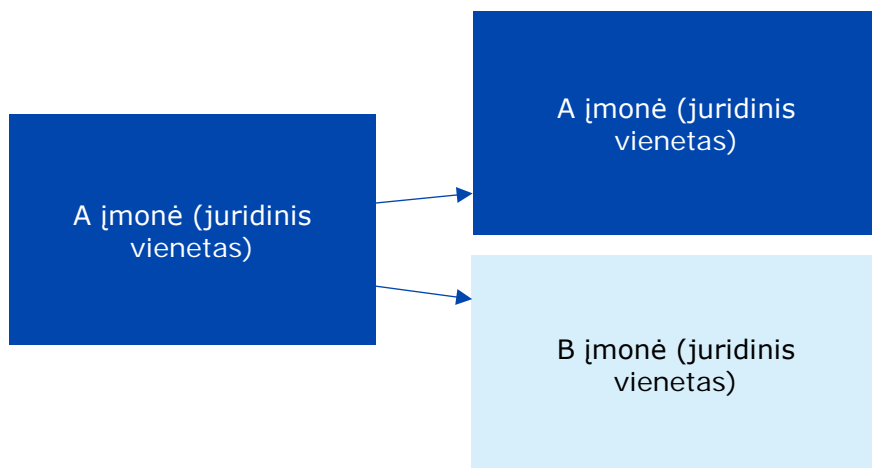 A įmonė (juridinis
vienetas)
A įmonė (juridinis
vienetas)
B įmonė (juridinis
vienetas)